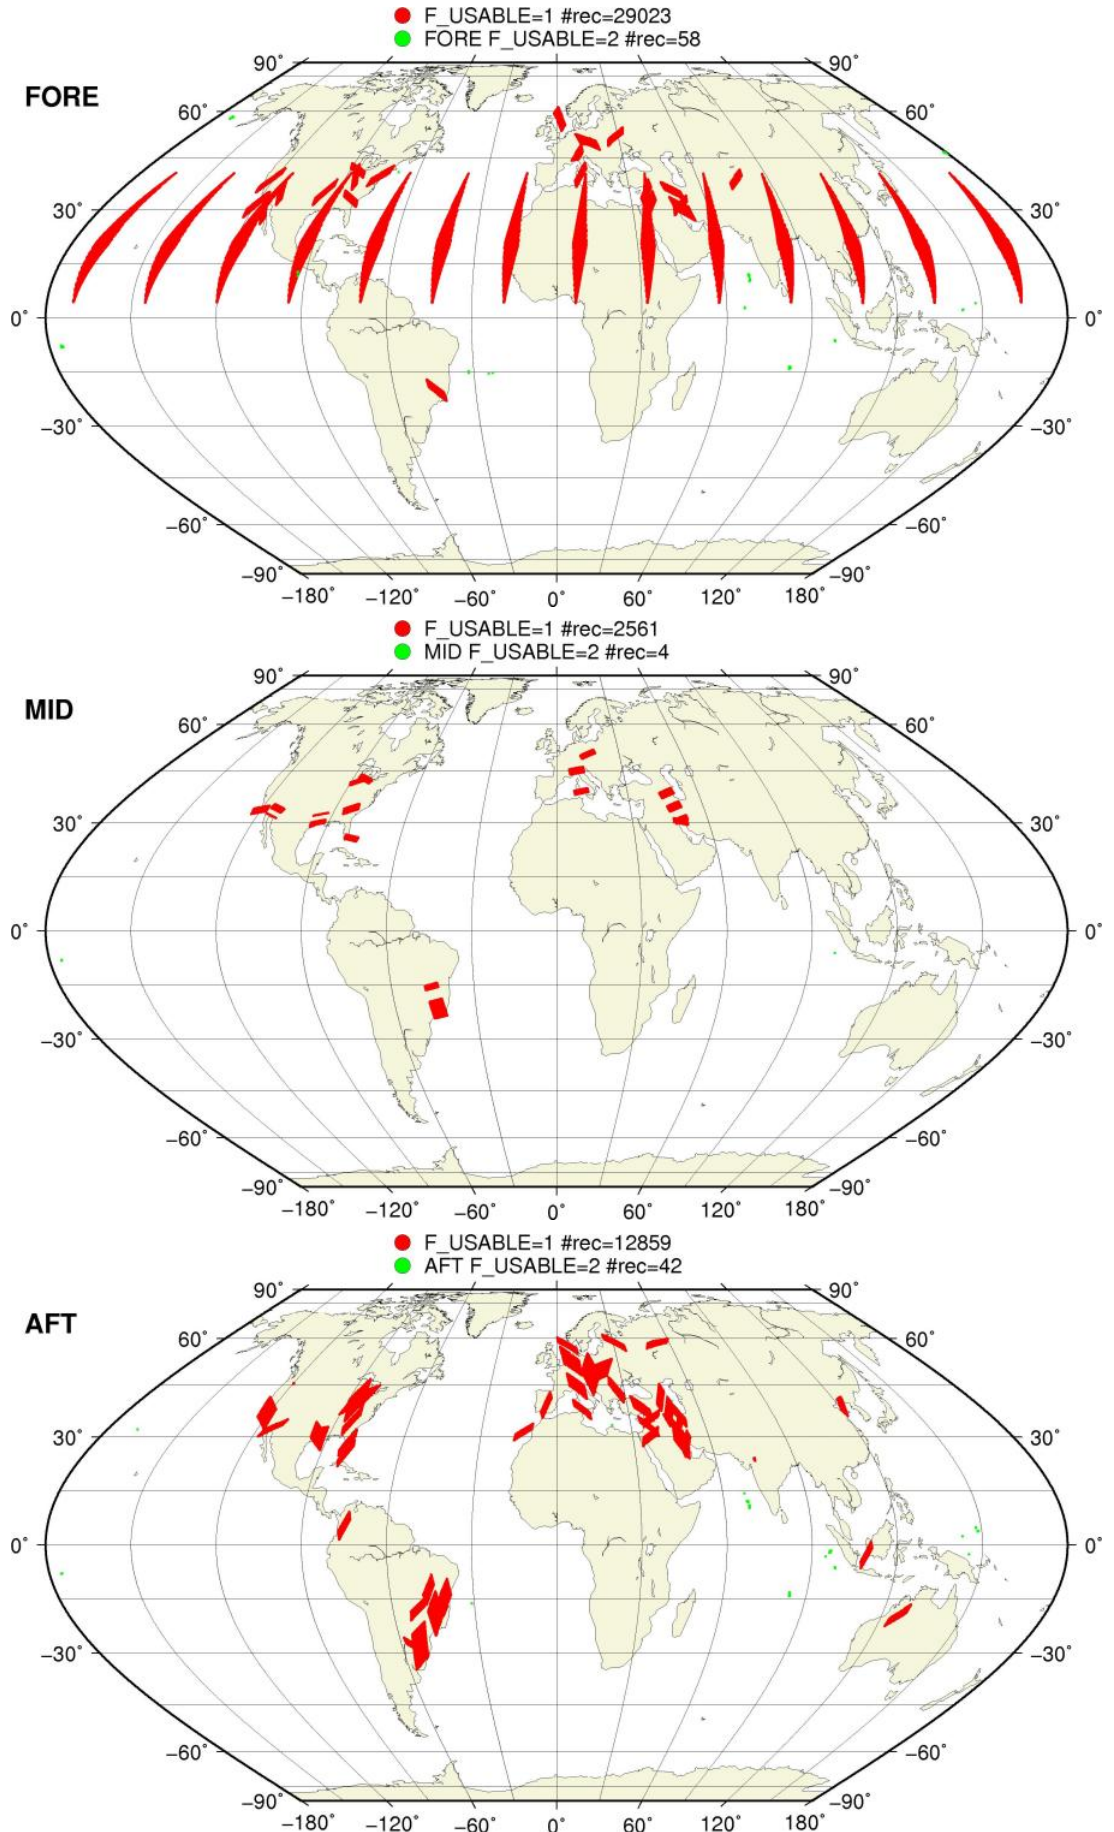 F_USABLE=1 #rec=29023
FORE F_USABLE=2 #rec=58
FORE
90° 90°
60° 60°
30° 30°
0° 0°
−30° −30°
−60° −60°
−90° −90°
−180° −120° −60° 0° 60° 120° 180°
F_USABLE=1 #rec=2561
MID F_USABLE=2 #rec=4
MID
90° 90°
60° 60°
30° 30°
0° 0°
−30° −30°
−60° −60°
−90° −90°
−180° −120° −60° 0° 60° 120° 180°
F_USABLE=1 #rec=12859
AFT F_USABLE=2 #rec=42
AFT
90° 90°
60° 60°
30° 30°
0° 0°
−30° −30°
−60° −60°
−90° −90°
−180° −120° −60° 0° 60° 120° 180°